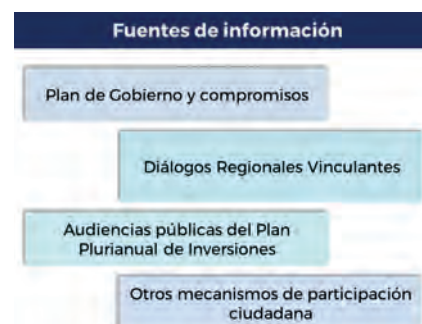 Fuentes de información
Plan de Gobierno y compromisos
Diálogos Regionales Vinculantes
Audiencias públicas del Plan
Plurianual de Inversiones
Otros mecanismos de participación
ciudadana